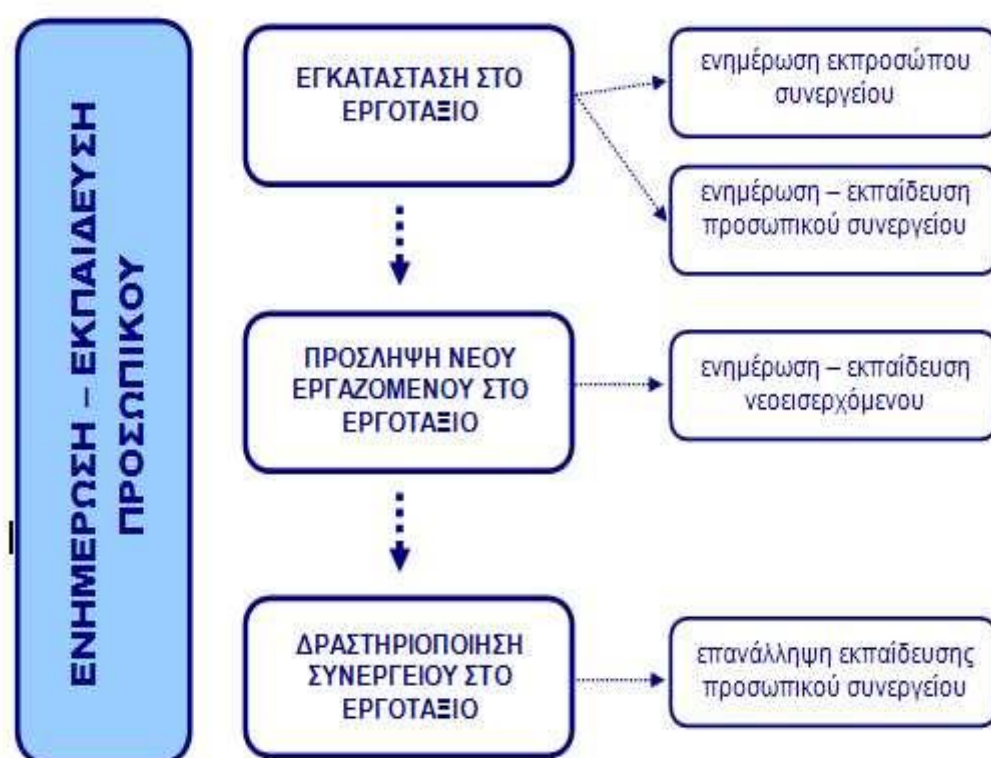 ΕΝΗΜΕΡΩΣΗ – ΕΚΠΑΙΔΕΥΣΗ
ΠΡΟΣΩΠΙΚΟΥ
ΕΓΚΑΤΑΣΤΑΣΗ ΣΤΟ
ΕΡΓΟΤΑΞΙΟ
ενημέρωση εκπροσώπου
συνεργείου
ενημέρωση – εκπαίδευση
προσωπικού συνεργείου
ΠΡΟΣΛΗΨΗ ΝΕΟΥ
ΕΡΓΑΖΟΜΕΝΟΥ ΣΤΟ
ΕΡΓΟΤΑΞΙΟ
ενημέρωση – εκπαίδευση
νεοεισερχόμενου
ΔΡΑΣΤΗΡΙΟΠΟΙΗΣΗ
ΣΥΝΕΡΓΕΙΟΥ ΣΤΟ
ΕΡΓΟΤΑΞΙΟ
επανάλληψη εκπαίδευσης
προσωπικού συνεργείου